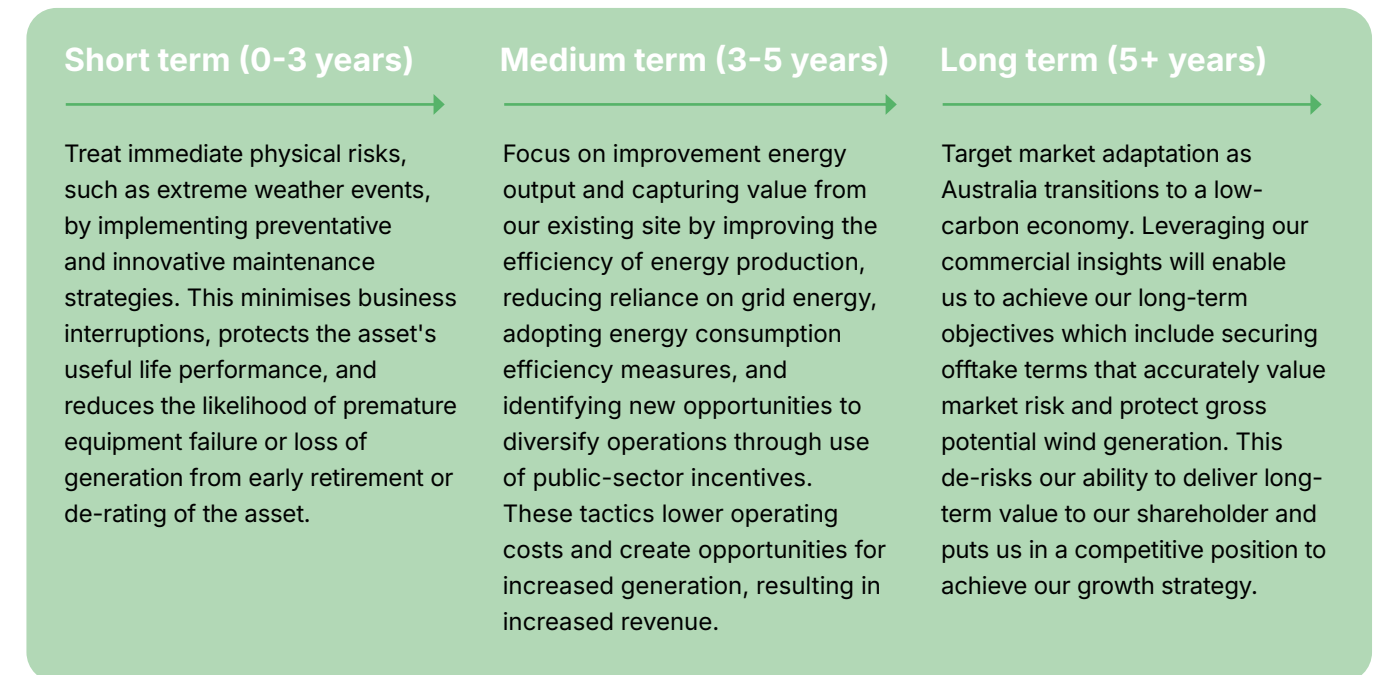 Short term (0-3 years)
Treat immediate physical risks,
such as extreme weather events,
by implementing preventative
and innovative maintenance
strategies. This minimises business
interruptions, protects the asset's
useful life performance, and
reduces the likelihood of premature
equipment failure or loss of
generation from early retirement or
de-rating of the asset.
Medium term (3-5 years)
Focus on improvement energy
output and capturing value from
our existing site by improving the
efficiency of energy production,
reducing reliance on grid energy,
adopting energy consumption
efficiency measures, and
identifying new opportunities to
diversify operations through use
of public-sector incentives.
These tactics lower operating
costs and create opportunities for
increased generation, resulting in
increased revenue.
Long term (5+ years)
Target market adaptation as
Australia transitions to a low-
carbon economy. Leveraging our
commercial insights will enable
us to achieve our long-term
objectives which include securing
offtake terms that accurately value
market risk and protect gross
potential wind generation. This
de-risks our ability to deliver long-
term value to our shareholder and
puts us in a competitive position to
achieve our growth strategy.